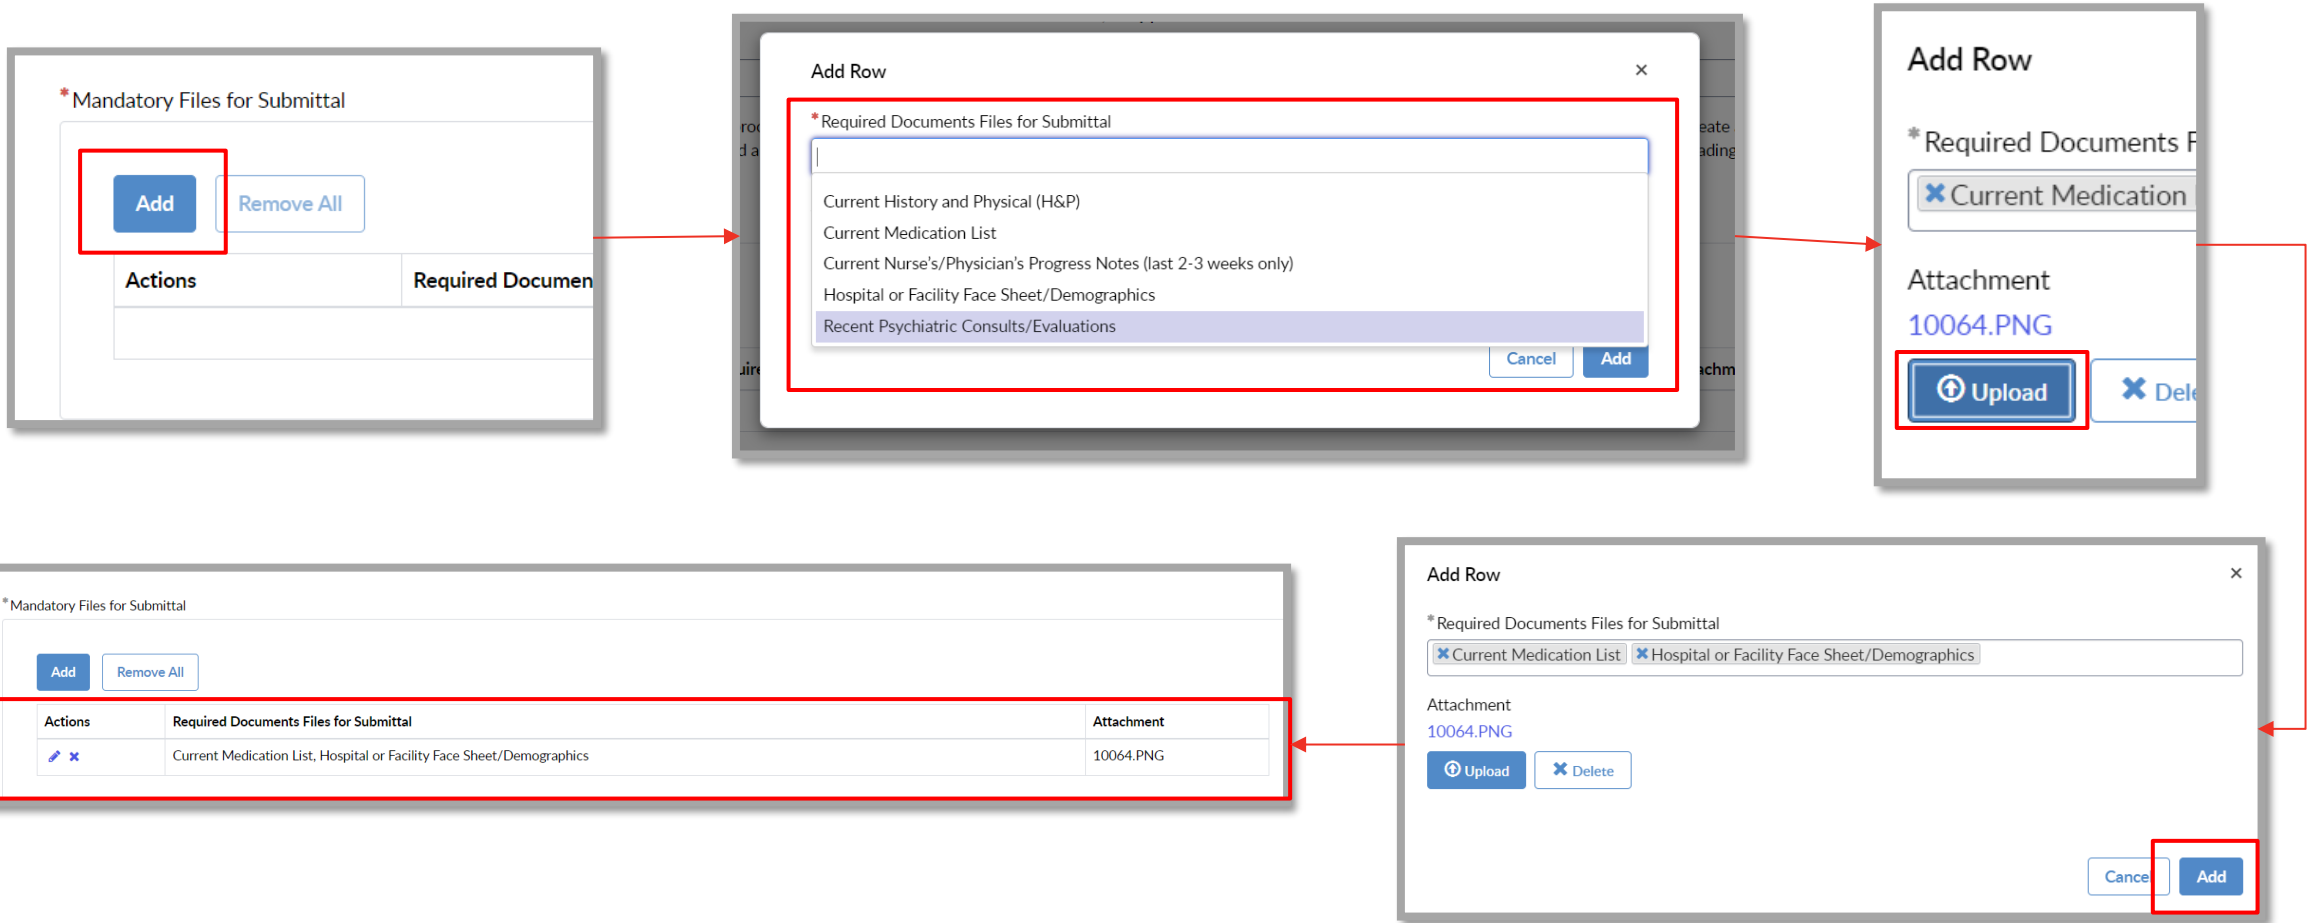 *Mandatory Files for Submittal
Add
Remove All
Actions
Required Documen
Add Row
×
*Required Documents Files for Submittal
Current History and Physical (H&P)
Current Medication List
Current Nurse's/Physician's Progress Notes (last 2-3 weeks only)
Hospital or Facility Face Sheet/Demographics
Recent Psychiatric Consults/Evaluations
Cancel
Add
Add Row
*Required Documents F
Current Medication
Attachment
10064.PNG
Upload
Dele
Add Row
×
*Required Documents Files for Submittal
Current Medication List Hospital or Facility Face Sheet/Demographics
Attachment
10064.PNG
Upload
Delete
Cancel
Add
*Mandatory Files for Submittal
Add
Remove All
Actions Required Documents Files for Submittal Attachment
Current Medication List, Hospital or Facility Face Sheet/Demographics 10064.PNG